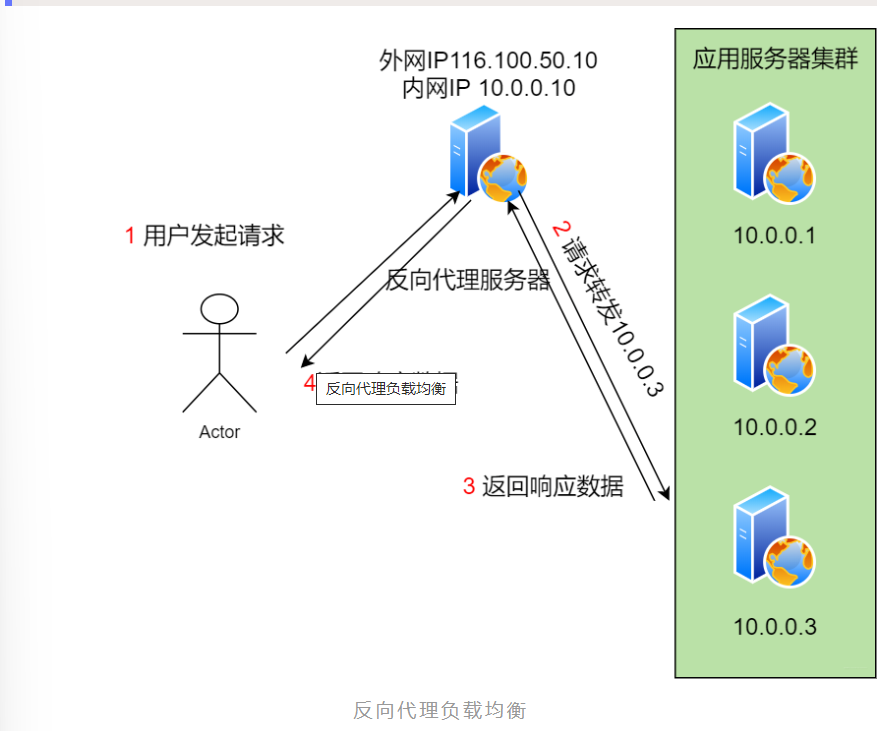 外网IP116.100.50.10
内网IP 10.0.0.10
应用服务器集群
10.0.0.1
1 用户发起请求
反向代理服务器
2 请求转发10.0.0.3
4
反向代理负载均衡
Actor
10.0.0.2
3 返回响应数据
10.0.0.3
反向代理负载均衡